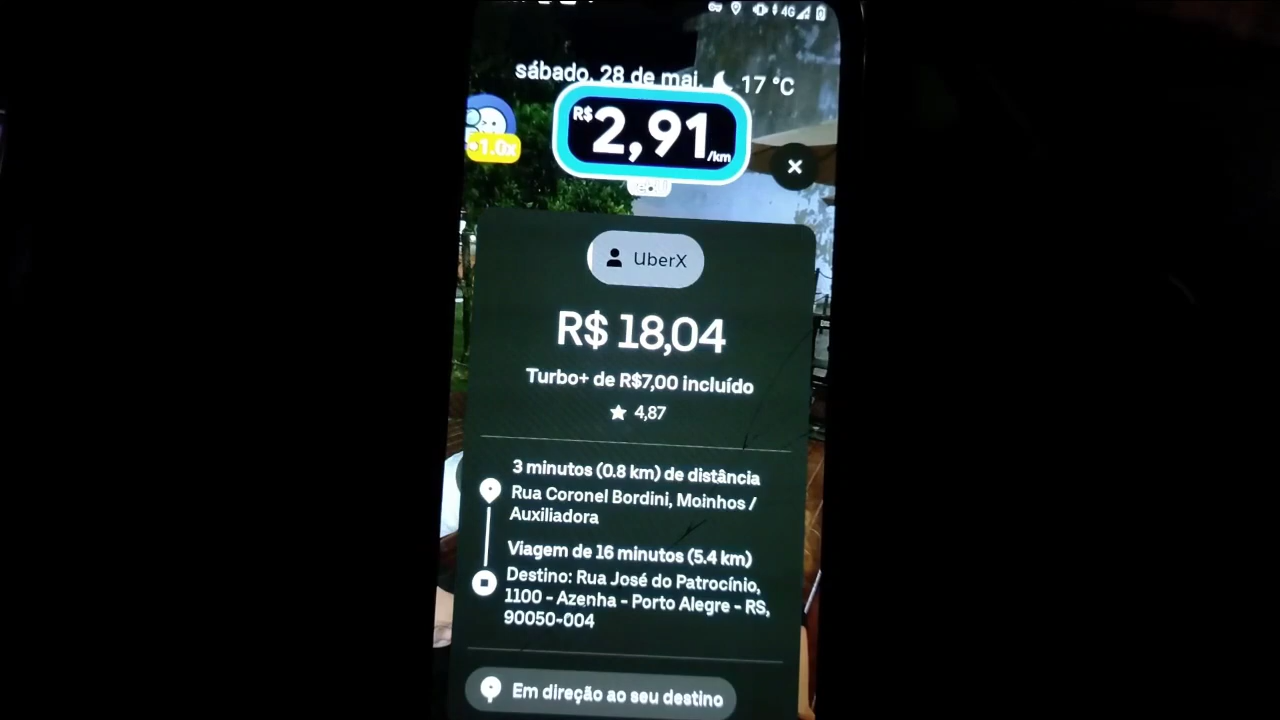 4G
sábado, 28 de mai. 17 °C
R$ 2,91 /km
1.0x
UberX
R$ 18,04
Turbo+ de R$7,00 incluído
4,87
3 minutos (0.8 km) de distância
Rua Coronel Bordini, Moinhos /
Auxiliadora
Viagem de 16 minutos (5.4 km)
Destino: Rua José do Patrocínio,
1100 - Azenha - Porto Alegre - RS,
90050-004
Em direção ao seu destino